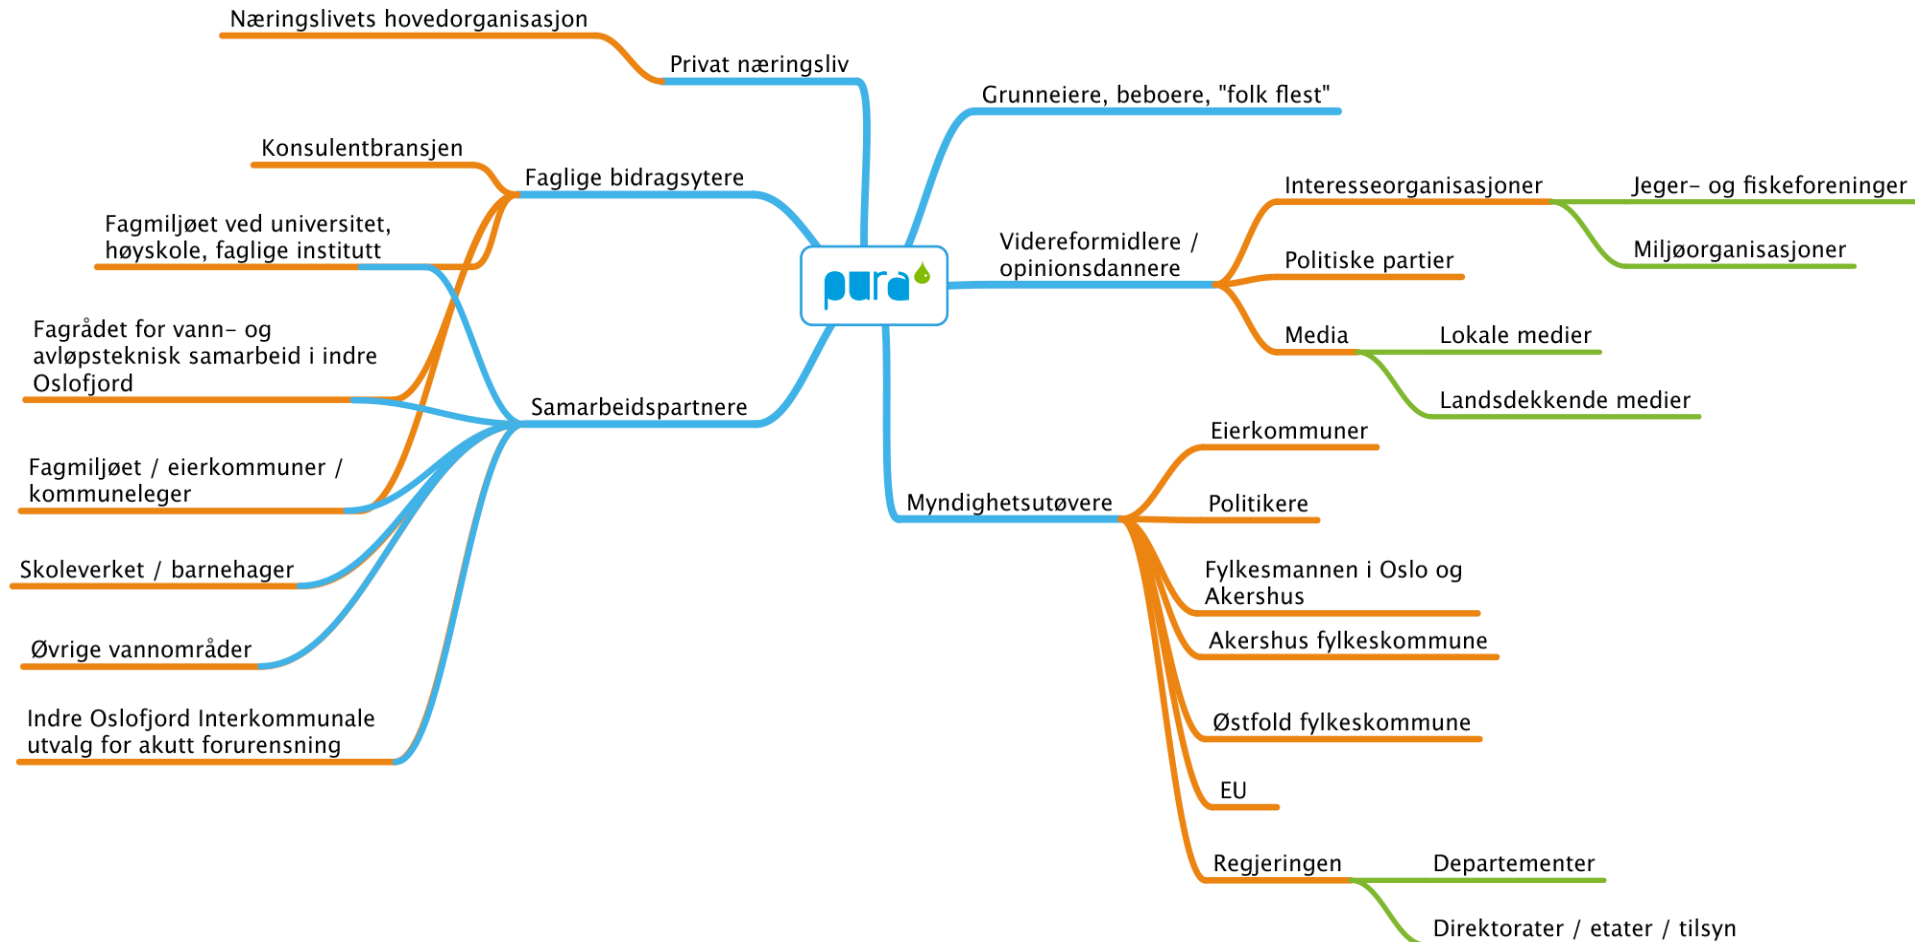 Næringslivets hovedorganisasjon
Privat næringsliv
Konsulentbransjen
Faglige bidragsytere
Fagmiljøet ved universitet,
høyskole, faglige institutt
Fagrådet for vann- og
avløpsteknisk samarbeid i indre
Oslofjord
Samarbeidspartnere
Fagmiljøet / eierkommuner /
kommuneleger
Skoleverket / barnehager
Øvrige vannområder
Indre Oslofjord Interkommunale
utvalg for akutt forurensning
pura
Grunneiere, beboere, "folk flest"
Videreformidlere /
opinionsdannere
Interesseorganisasjoner
Jeger- og fiskeforeninger
Miljøorganisasjoner
Politiske partier
Media
Lokale medier
Landsdekkende medier
Myndighetsutøvere
Eierkommuner
Politikere
Fylkesmannen i Oslo og
Akershus
Akershus fylkeskommune
Østfold fylkeskommune
EU
Regjeringen
Departementer
Direktorater / etater / tilsyn